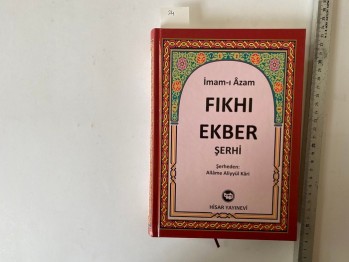 İmam-ı Âzam
FIKHI
EKBER
ŞERHİ
Şerheden:
Allâme Aliyyül Kâri
HİSAR YAYINEVİ